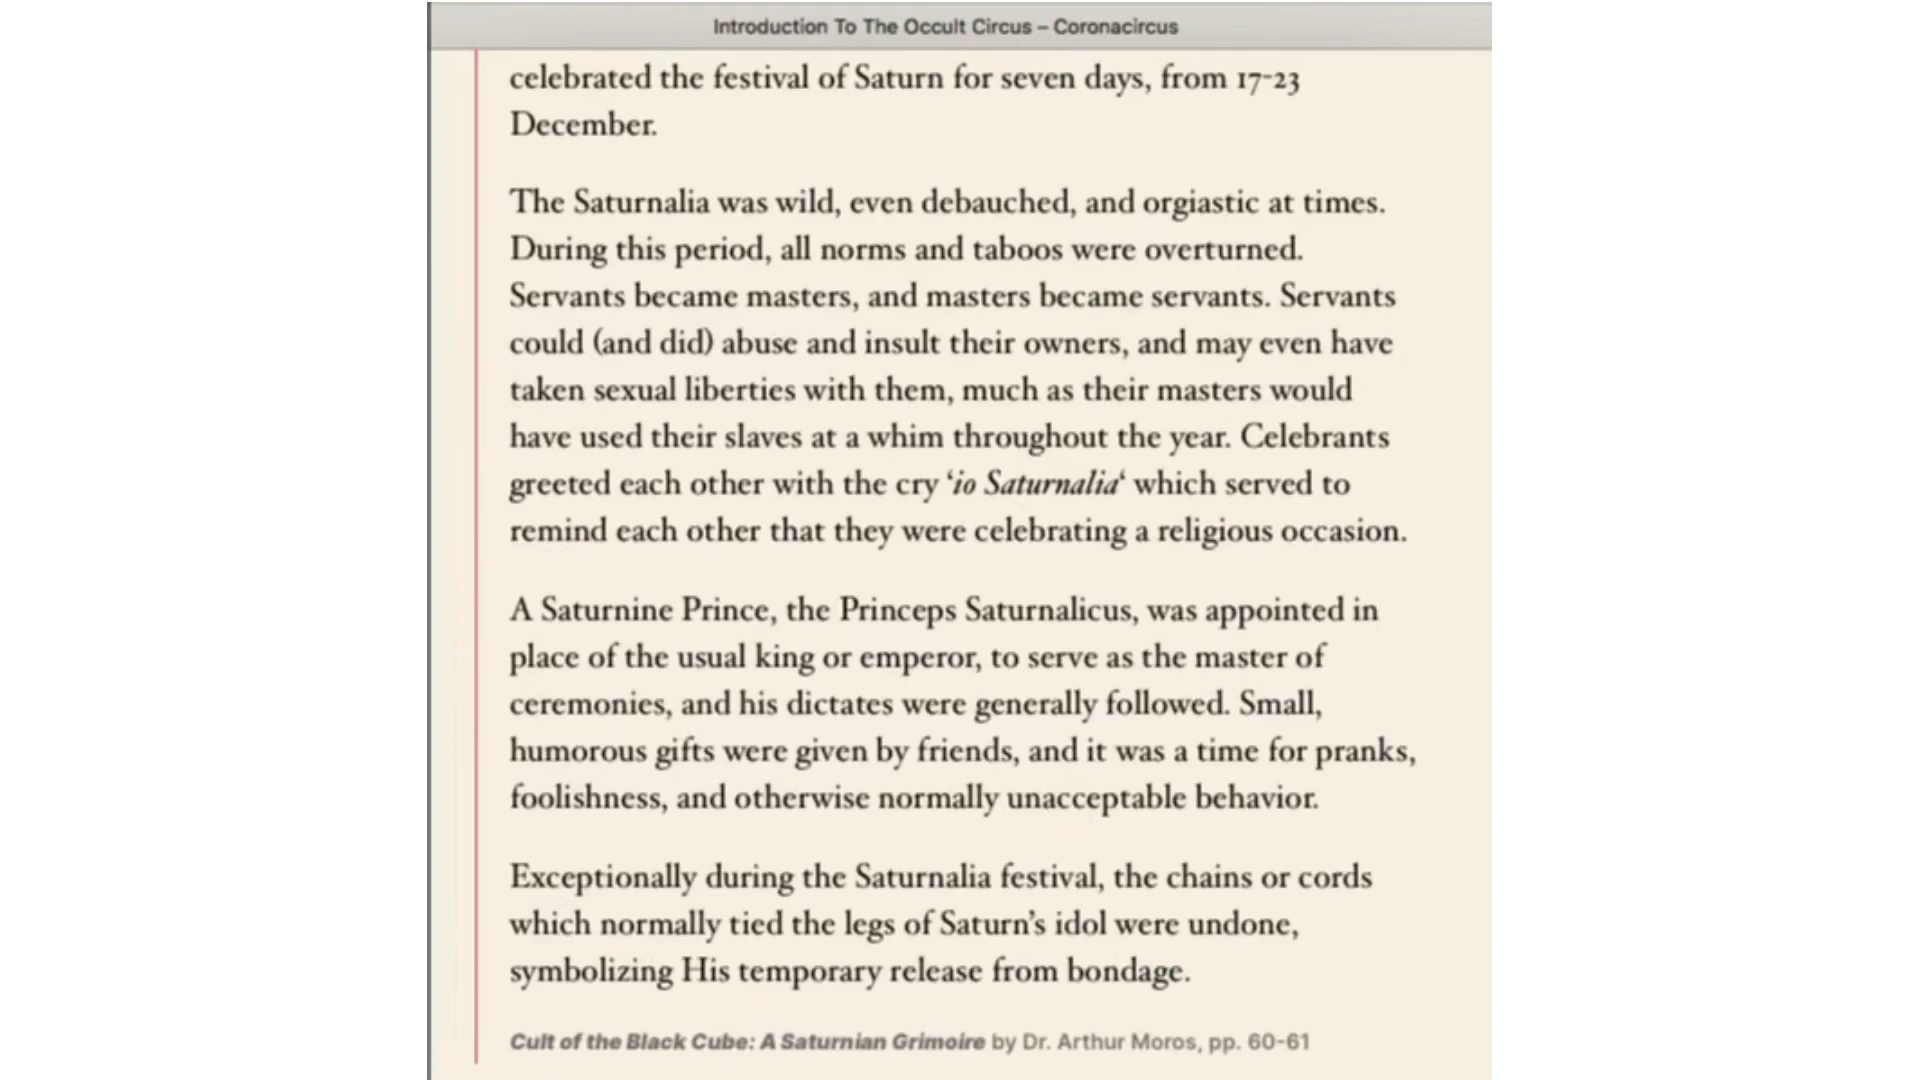 Introduction To The Occult Circus – Coronacircus
celebrated the festival of Saturn for seven days, from 17-23
December.
The Saturnalia was wild, even debauched, and orgiastic at times.
During this period, all norms and taboos were overturned.
Servants became masters, and masters became servants. Servants
could (and did) abuse and insult their owners, and may even have
taken sexual liberties with them, much as their masters would
have used their slaves at a whim throughout the year. Celebrants
greeted each other with the cry ‘io Saturnalia‘ which served to
remind each other that they were celebrating a religious occasion.
A Saturnine Prince, the Princeps Saturnalicus, was appointed in
place of the usual king or emperor, to serve as the master of
ceremonies, and his dictates were generally followed. Small,
humorous gifts were given by friends, and it was a time for pranks,
foolishness, and otherwise normally unacceptable behavior.
Exceptionally during the Saturnalia festival, the chains or cords
which normally tied the legs of Saturn’s idol were undone,
symbolizing His temporary release from bondage.
Cult of the Black Cube: A Saturnian Grimoire by Dr. Arthur Moros, pp. 60-61